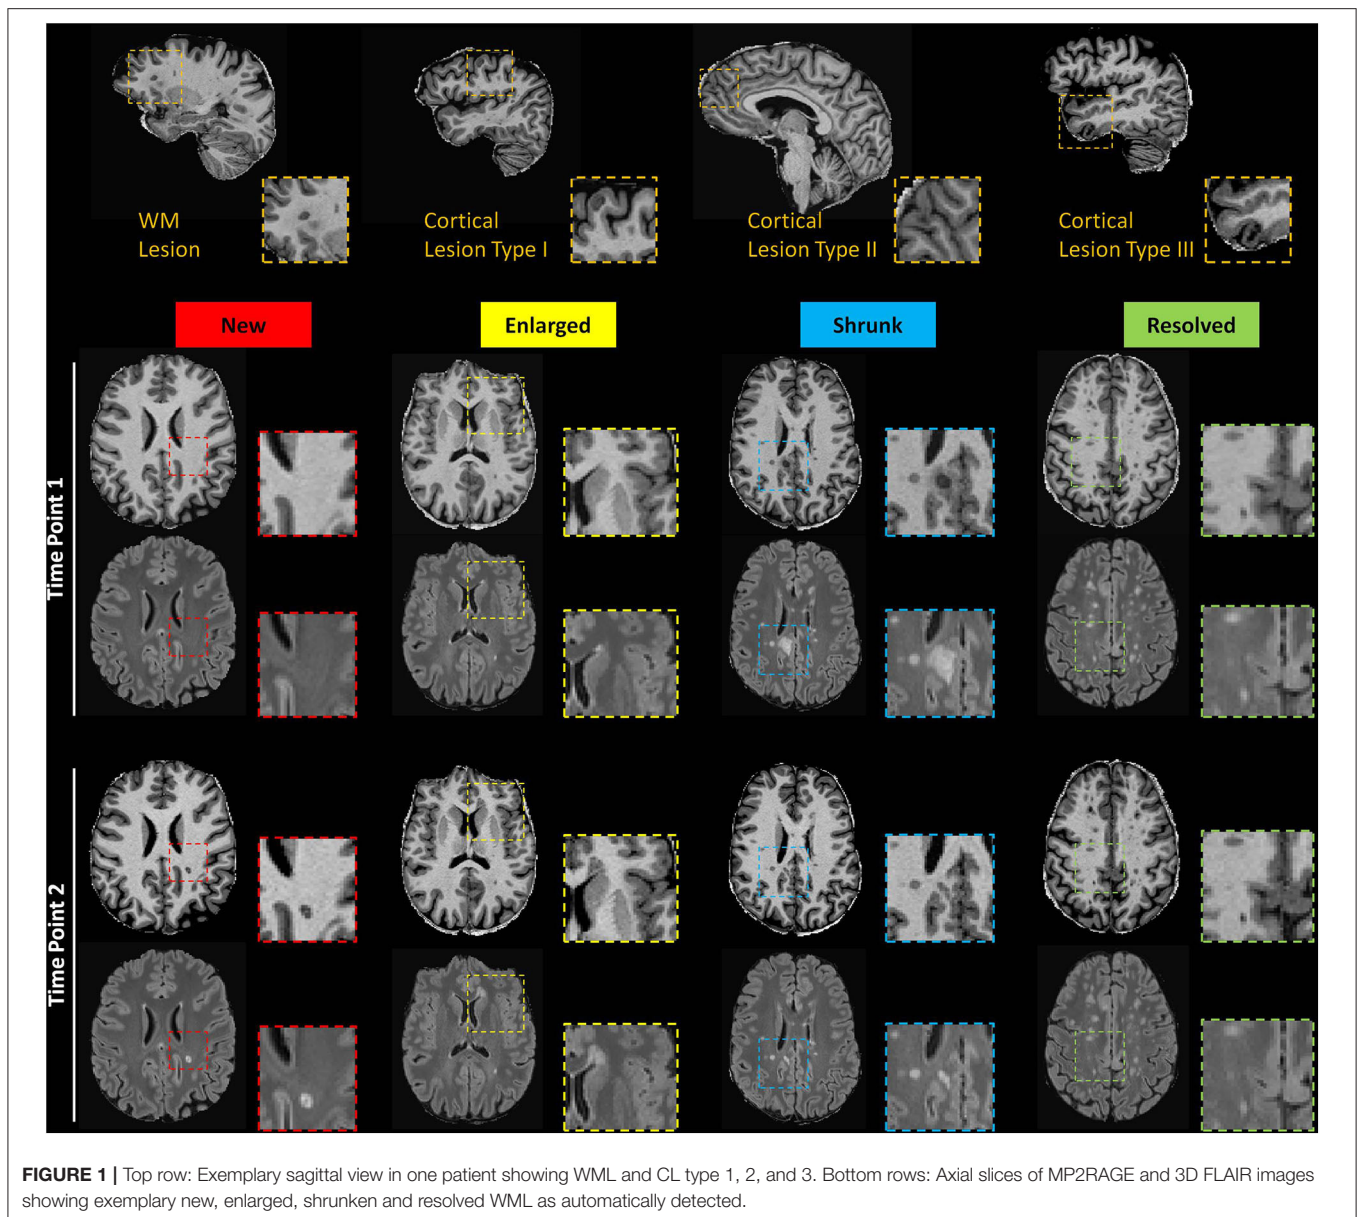 WM
Lesion
Cortical
Lesion Type I
Cortical
Lesion Type II
Cortical
Lesion Type III
New
Enlarged
Shrunk
Resolved
Time Point 1
Time Point 2
FIGURE 1 | Top row: Exemplary sagittal view in one patient showing WML and CL type 1, 2, and 3. Bottom rows: Axial slices of MP2RAGE and 3D FLAIR images
showing exemplary new, enlarged, shrunken and resolved WML as automatically detected.